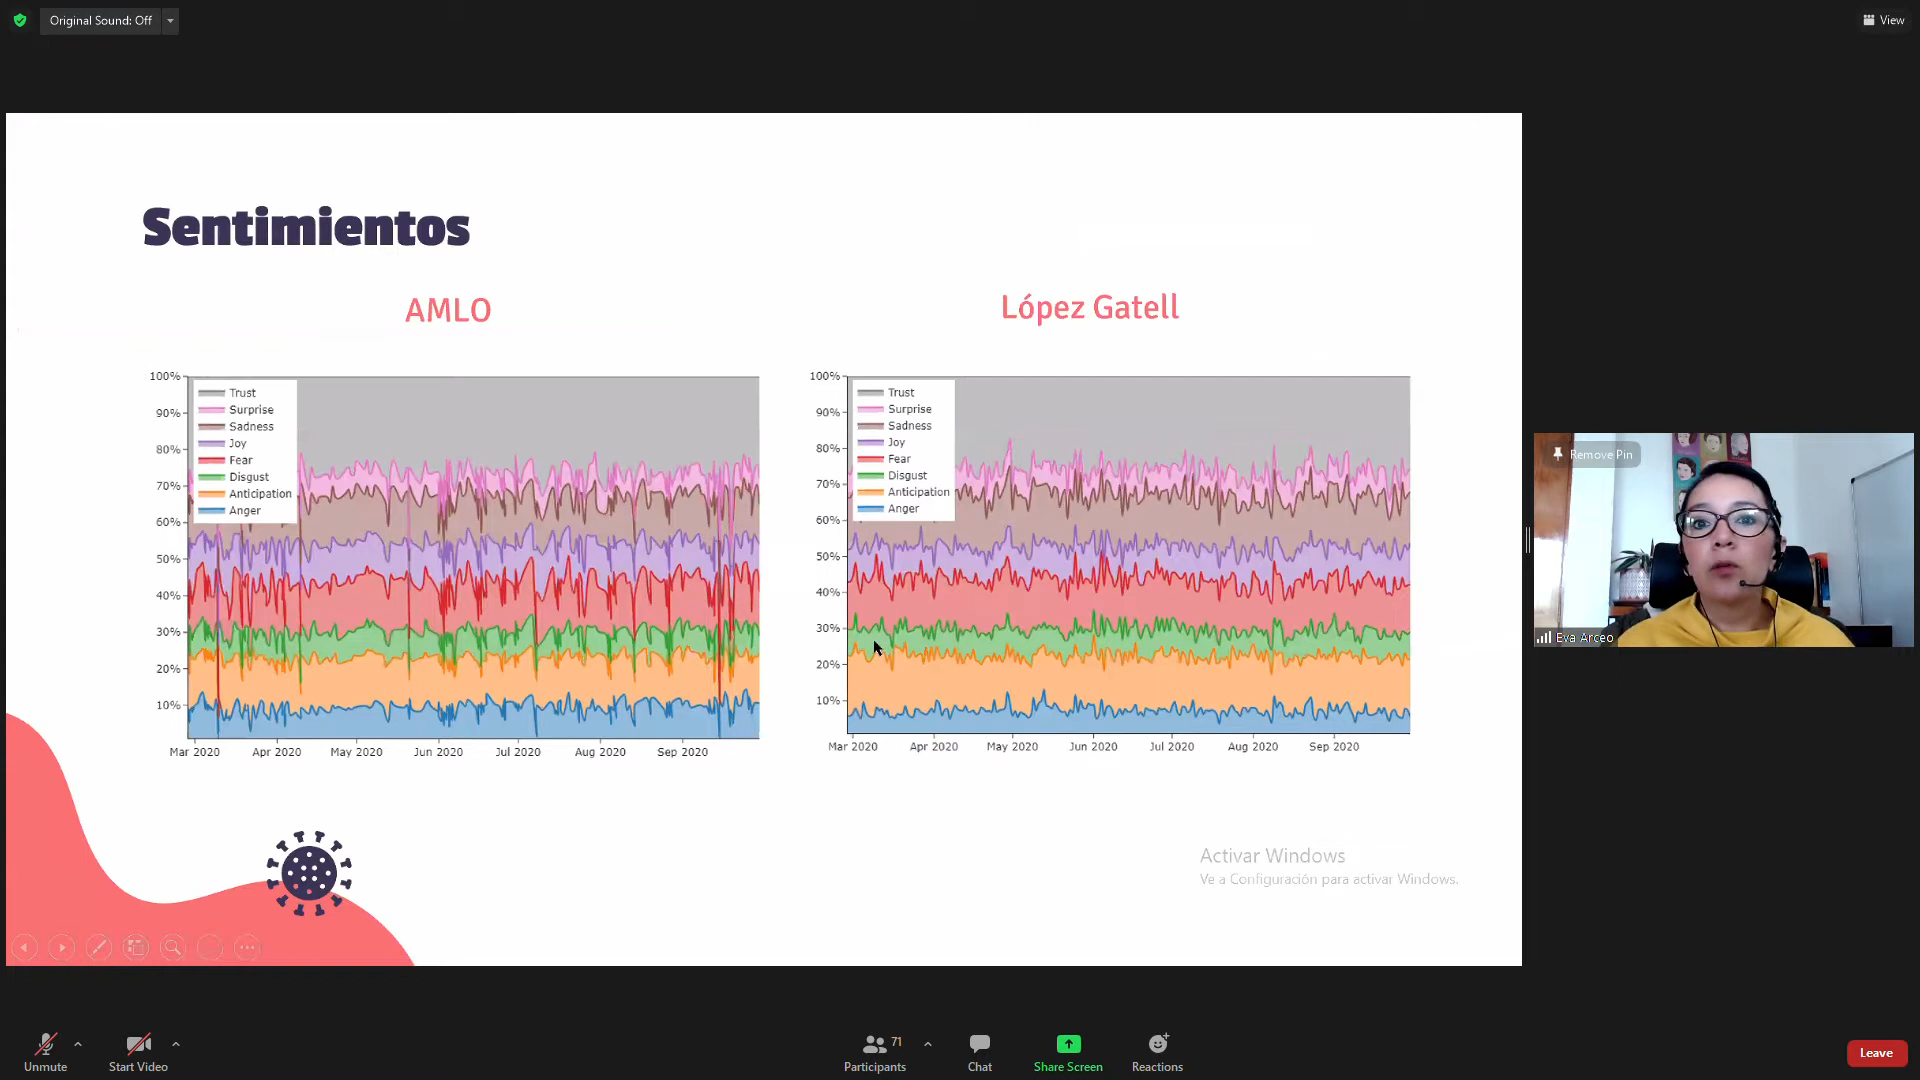 Original Sound: Off
View
Sentimientos
AMLO
López Gatell
100%
90%
80%
70%
60%
50%
40%
30%
20%
10%
Trust
Surprise
Sadness
Joy
Fear
Disgust
Anticipation
Anger
Mar 2020 Apr 2020 May 2020 Jun 2020 Jul 2020 Aug 2020 Sep 2020
100%
90%
80%
70%
60%
50%
40%
30%
20%
10%
Trust
Surprise
Sadness
Joy
Fear
Disgust
Anticipation
Anger
Mar 2020 Apr 2020 May 2020 Jun 2020 Jul 2020 Aug 2020 Sep 2020
Remove Pin
Eva Arceo
Activar Windows
Ve a Configuración para activar Windows.
Unmute
Start Video
71
Participants
Chat
Share Screen
Reactions
Leave